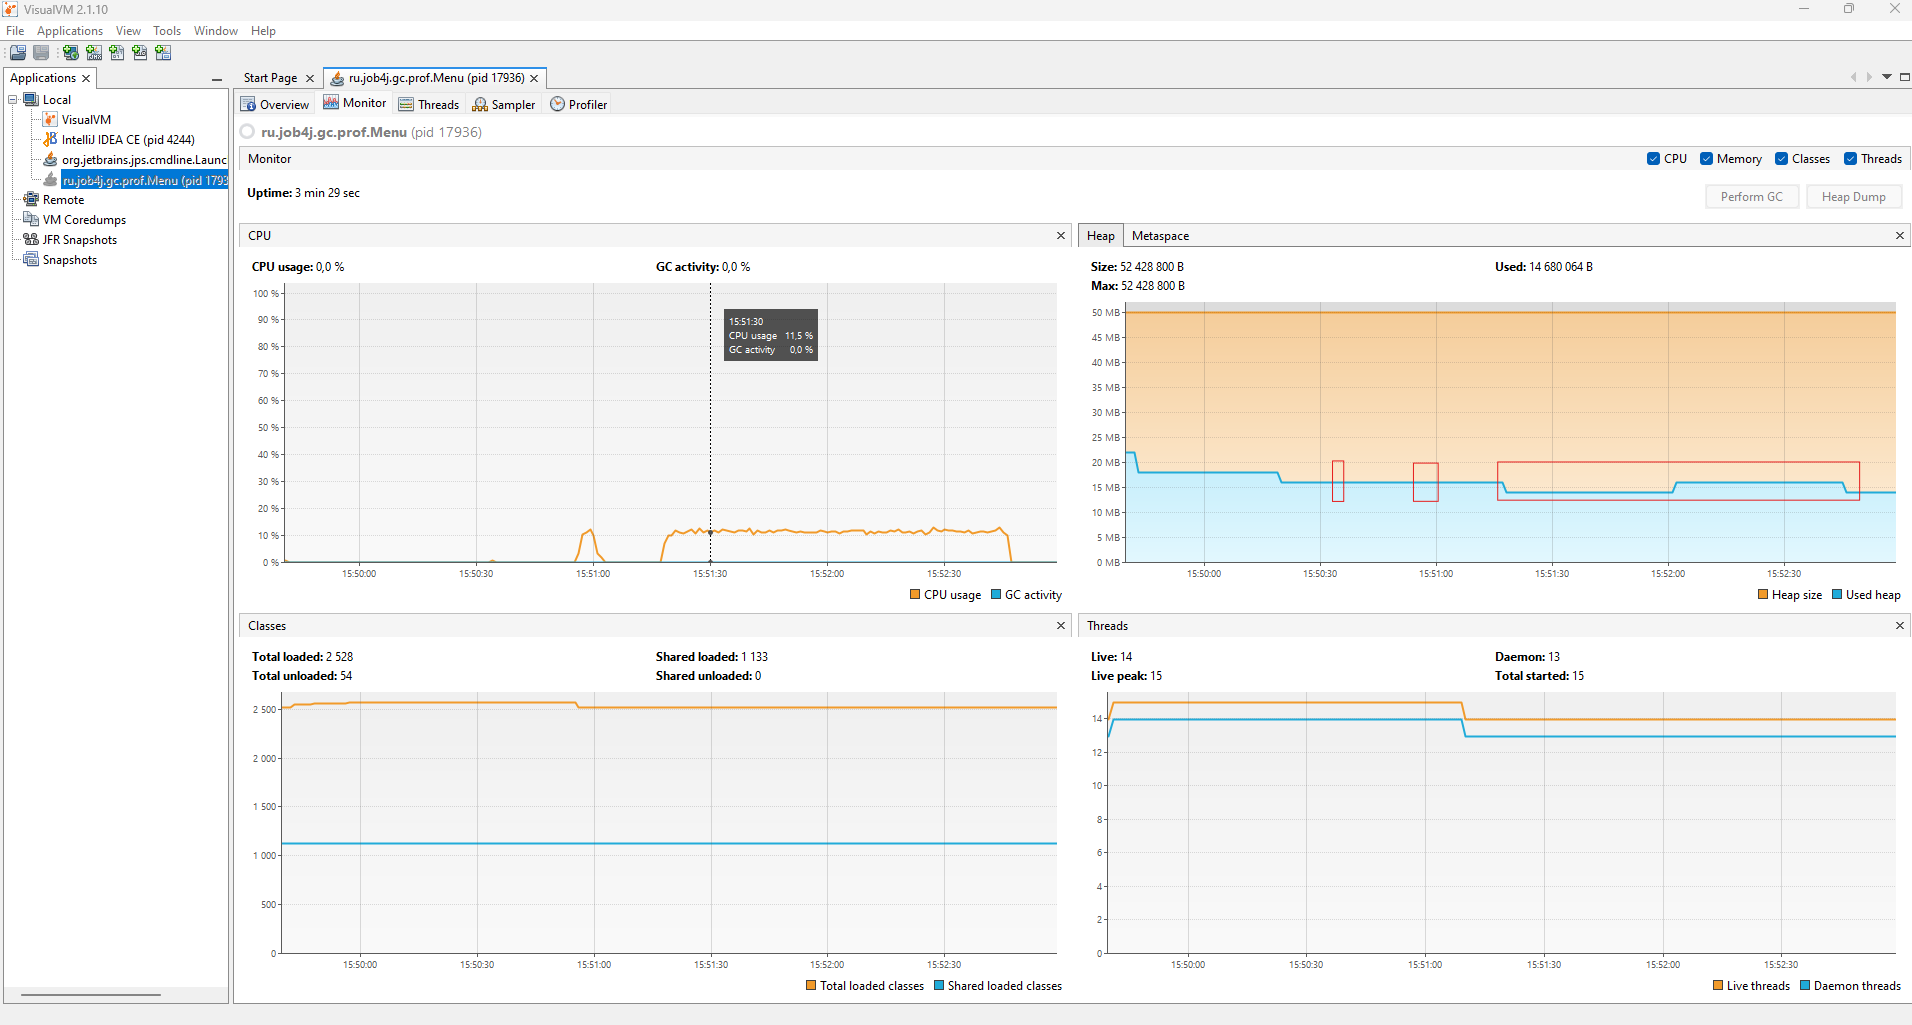 VisualVM 2.1.10
File Applications View Tools Window Help
Applications
Local
VisualVM
IntelliJ IDEA CE (pid 4244)
org.jetbrains.jps.cmdline.Launc
ru.job4j.gc.prof.Menu (pid 1793
Remote
VM Coredumps
JFR Snapshots
Snapshots
Start Page ru.job4j.gc.prof.Menu (pid 17936)
Overview Monitor Threads Sampler Profiler
ru.job4j.gc.prof.Menu (pid 17936)
Monitor CPU Memory Classes Threads
Uptime: 3 min 29 sec
Perform GC Heap Dump
CPU
CPU usage: 0,0 % GC activity: 0,0 %
100 %
90 %
80 %
70 %
60 %
50 %
40 %
30 %
20 %
10 %
0 %
15:51:30
CPU usage 11,5 %
GC activity 0,0 %
15:50:00 15:50:30 15:51:00 15:51:30 15:52:00 15:52:30
CPU usage GC activity
Heap Metaspace
Size: 52 428 800 B Used: 14 680 064 B
Max: 52 428 800 B
50 MB
45 MB
40 MB
35 MB
30 MB
25 MB
20 MB
15 MB
10 MB
5 MB
0 MB
15:50:00 15:50:30 15:51:00 15:51:30 15:52:00 15:52:30
Heap size Used heap
Classes
Total loaded: 2 528 Shared loaded: 1 133
Total unloaded: 54 Shared unloaded: 0
2 500
2 000
1 500
1 000
500
0
15:50:00 15:50:30 15:51:00 15:51:30 15:52:00 15:52:30
Total loaded classes Shared loaded classes
Threads
Live: 14 Daemon: 13
Live peak: 15 Total started: 15
14
12
10
8
6
4
2
0
15:50:00 15:50:30 15:51:00 15:51:30 15:52:00 15:52:30
Live threads Daemon threads